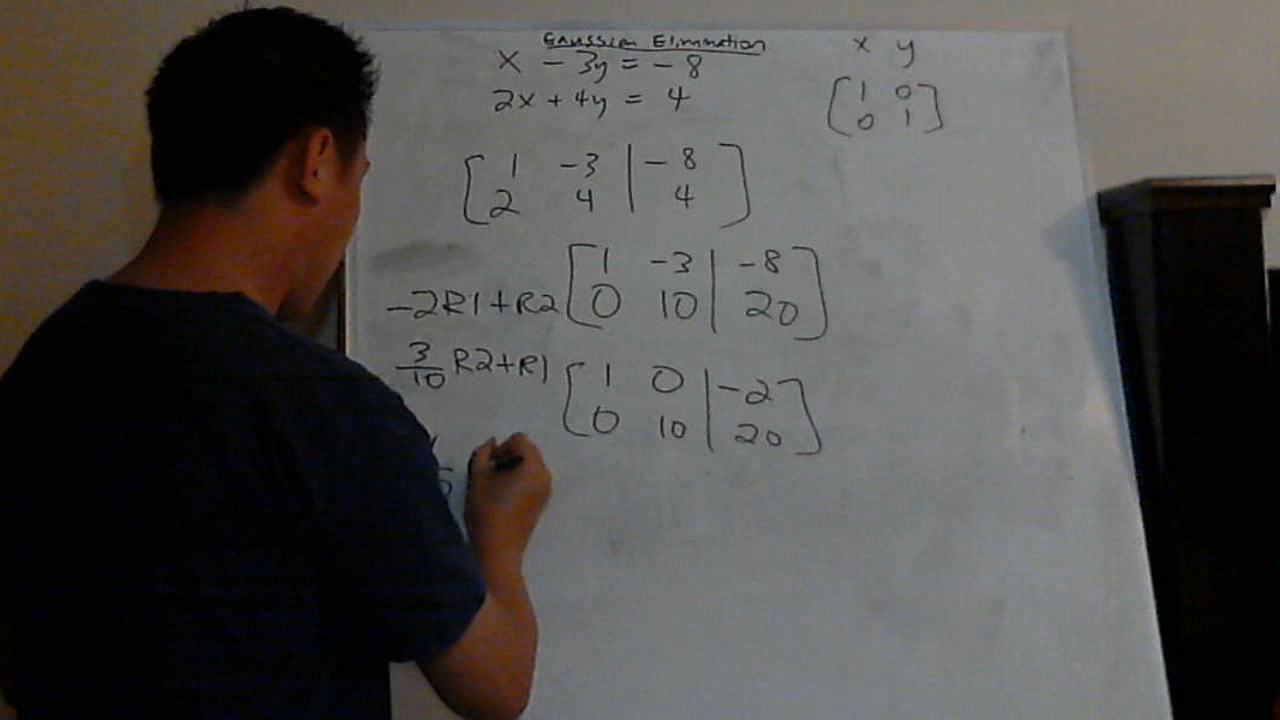 Gaussian Elimination
x - 3y = -8
2x + 4y = 4
x y
[1 0
0 1]
[1 -3 | -8
2 4 | 4]
[1 -3 | -8
-2R1+R2 0 10 | 20]
3/10 R2+R1 [1 0 | -2
0 10 | 20]